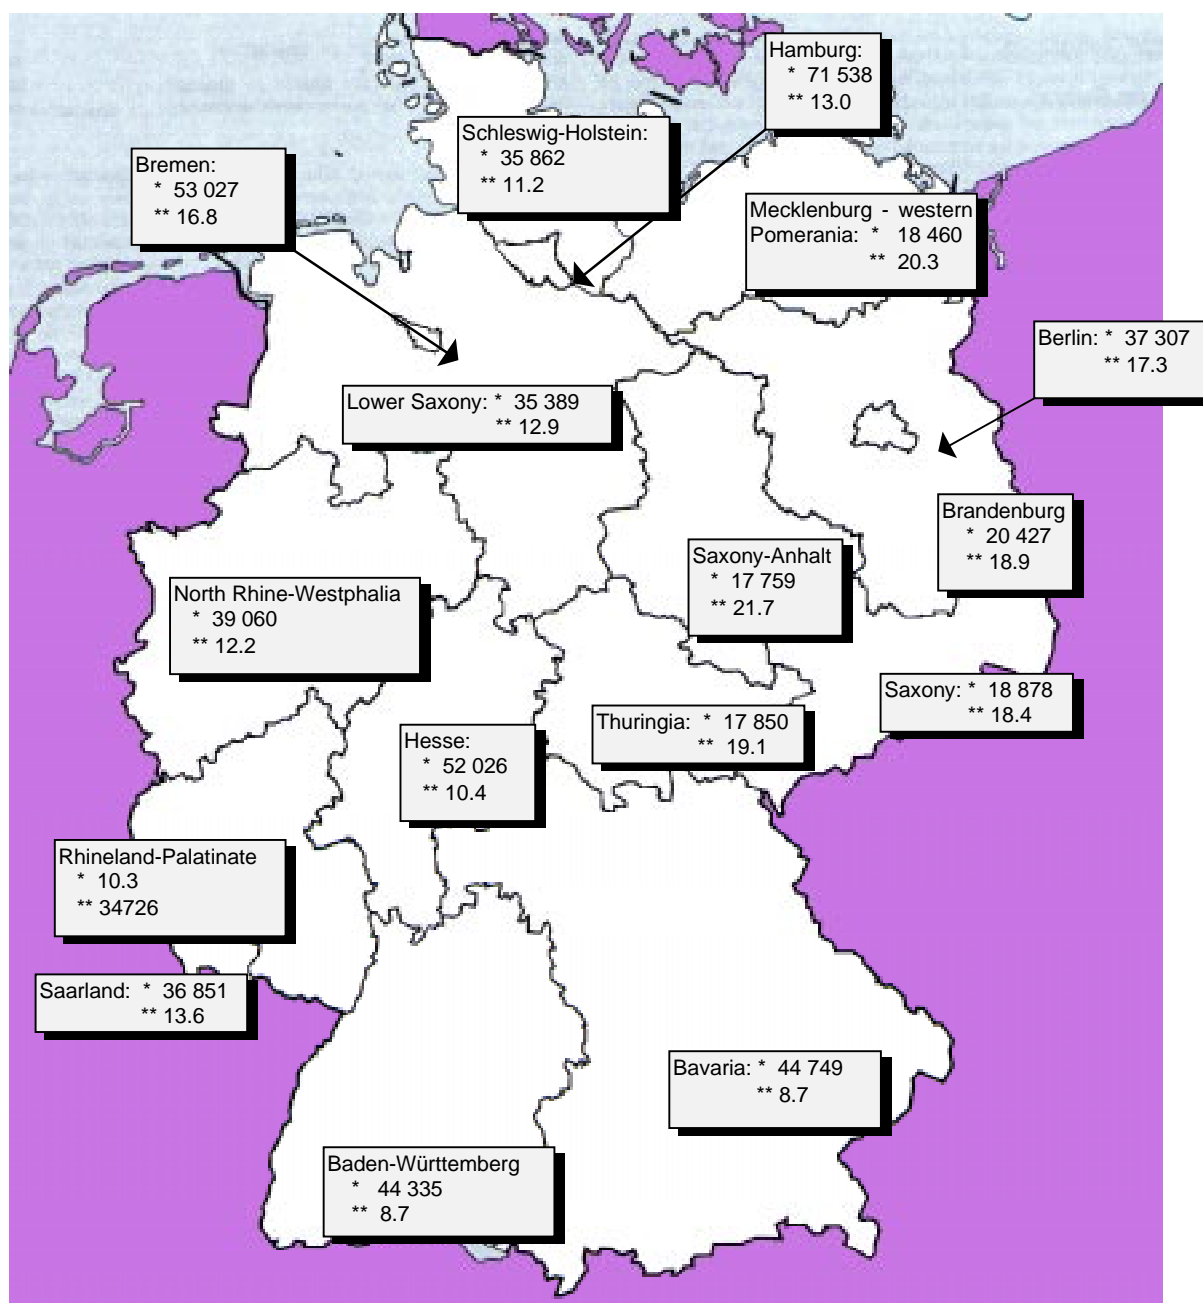 Hamburg:
* 71 538
** 13.0
Schleswig-Holstein:
* 35 862
** 11.2
Bremen:
* 53 027
** 16.8
Mecklenburg - western
Pomerania: * 18 460
** 20.3
Berlin: * 37 307
** 17.3
Lower Saxony: * 35 389
** 12.9
Brandenburg
* 20 427
** 18.9
Saxony-Anhalt
* 17 759
** 21.7
North Rhine-Westphalia
* 39 060
** 12.2
Saxony: * 18 878
** 18.4
Thuringia: * 17 850
** 19.1
Hesse:
* 52 026
** 10.4
Rhineland-Palatinate
* 10.3
** 34726
Saarland: * 36 851
** 13.6
Bavaria: * 44 749
** 8.7
Baden-Württemberg
* 44 335
** 8.7